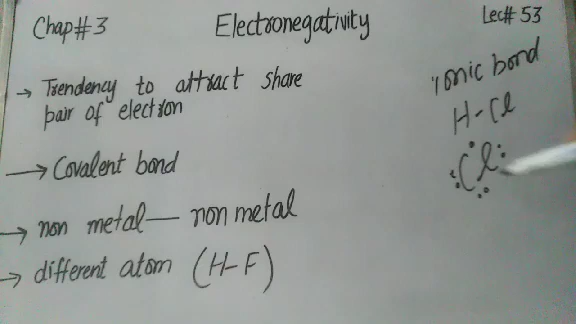 Chap#3
Electronegativity
Lec# 53
→ Trendency to attract share
pair of electron
→ Covalent bond
→ non metal — non metal
→ different atom (H-F)
ionic bond
H-Cl
Cl